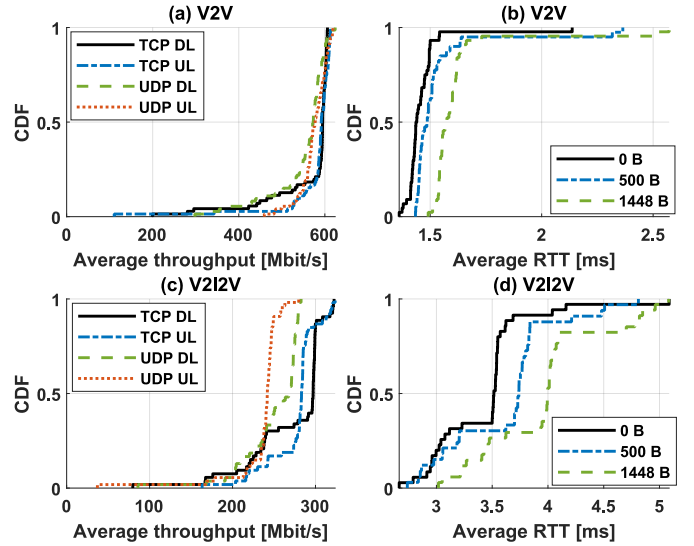 (a) V2V
CDF
1
0.5
0
0
200
400
600
Average throughput [Mbit/s]
TCP DL
TCP UL
UDP DL
UDP UL
(b) V2V
CDF
1
0.5
0
1.5
2
2.5
Average RTT [ms]
0 B
500 B
1448 B
(c) V2I2V
CDF
1
0.5
0
0
100
200
300
Average throughput [Mbit/s]
TCP DL
TCP UL
UDP DL
UDP UL
(d) V2I2V
CDF
1
0.5
0
3
3.5
4
4.5
5
Average RTT [ms]
0 B
500 B
1448 B